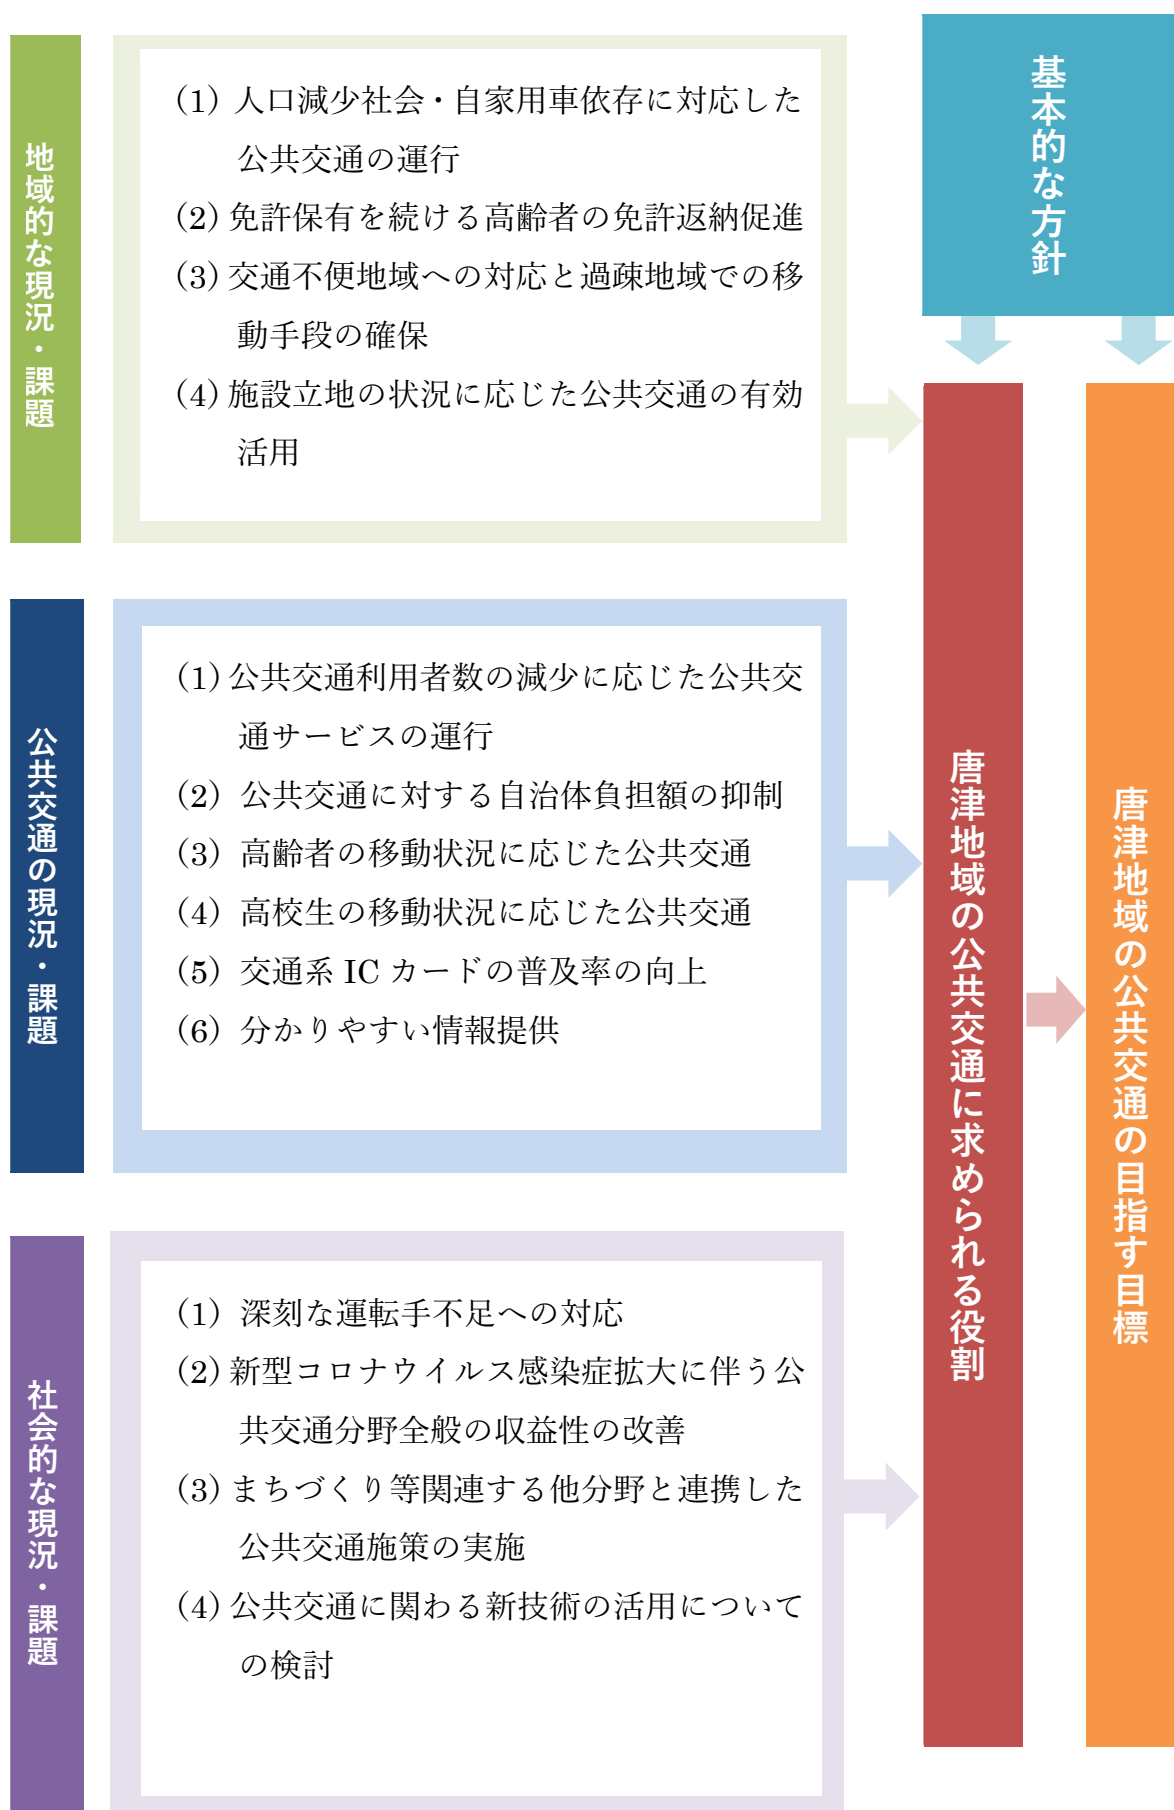 地域的な現況・課題
(1) 人口減少社会・自家用車依存に対応した
公共交通の運行
(2) 免許保有を続ける高齢者の免許返納促進
(3) 交通不便地域への対応と過疎地域での移
動手段の確保
(4) 施設立地の状況に応じた公共交通の有効
活用
公共交通の現況・課題
(1) 公共交通利用者数の減少に応じた公共交
通サービスの運行
(2) 公共交通に対する自治体負担額の抑制
(3) 高齢者の移動状況に応じた公共交通
(4) 高校生の移動状況に応じた公共交通
(5) 交通系 IC カードの普及率の向上
(6) 分かりやすい情報提供
社会的な現況・課題
(1) 深刻な運転手不足への対応
(2) 新型コロナウイルス感染症拡大に伴う公
共交通分野全般の収益性の改善
(3) まちづくり等関連する他分野と連携した
公共交通施策の実施
(4) 公共交通に関わる新技術の活用について
の検討
基本的な方針
唐津地域の公共交通に求められる役割
唐津地域の公共交通の目指す目標